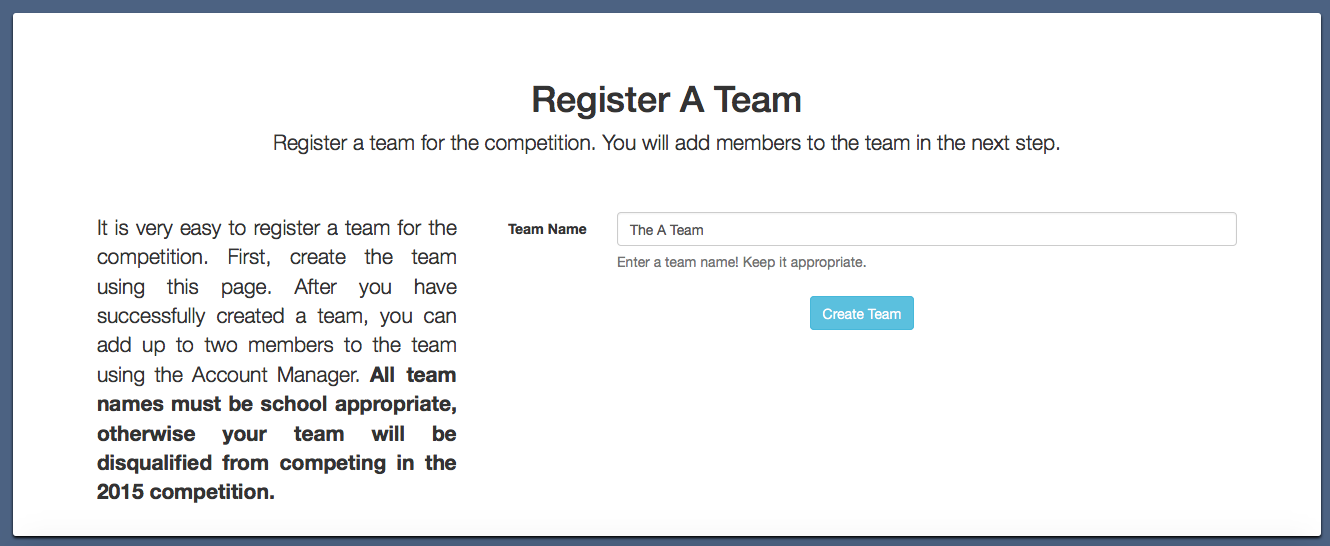 Register A Team
Register a team for the competition. You will add members to the team in the next step.
It is very easy to register a team for the
competition. First, create the team
using this page. After you have
successfully created a team, you can
add up to two members to the team
using the Account Manager. All team
names must be school appropriate,
otherwise your team will be
disqualified from competing in the
2015 competition.
Team Name
The A Team
Enter a team name! Keep it appropriate.
Create Team